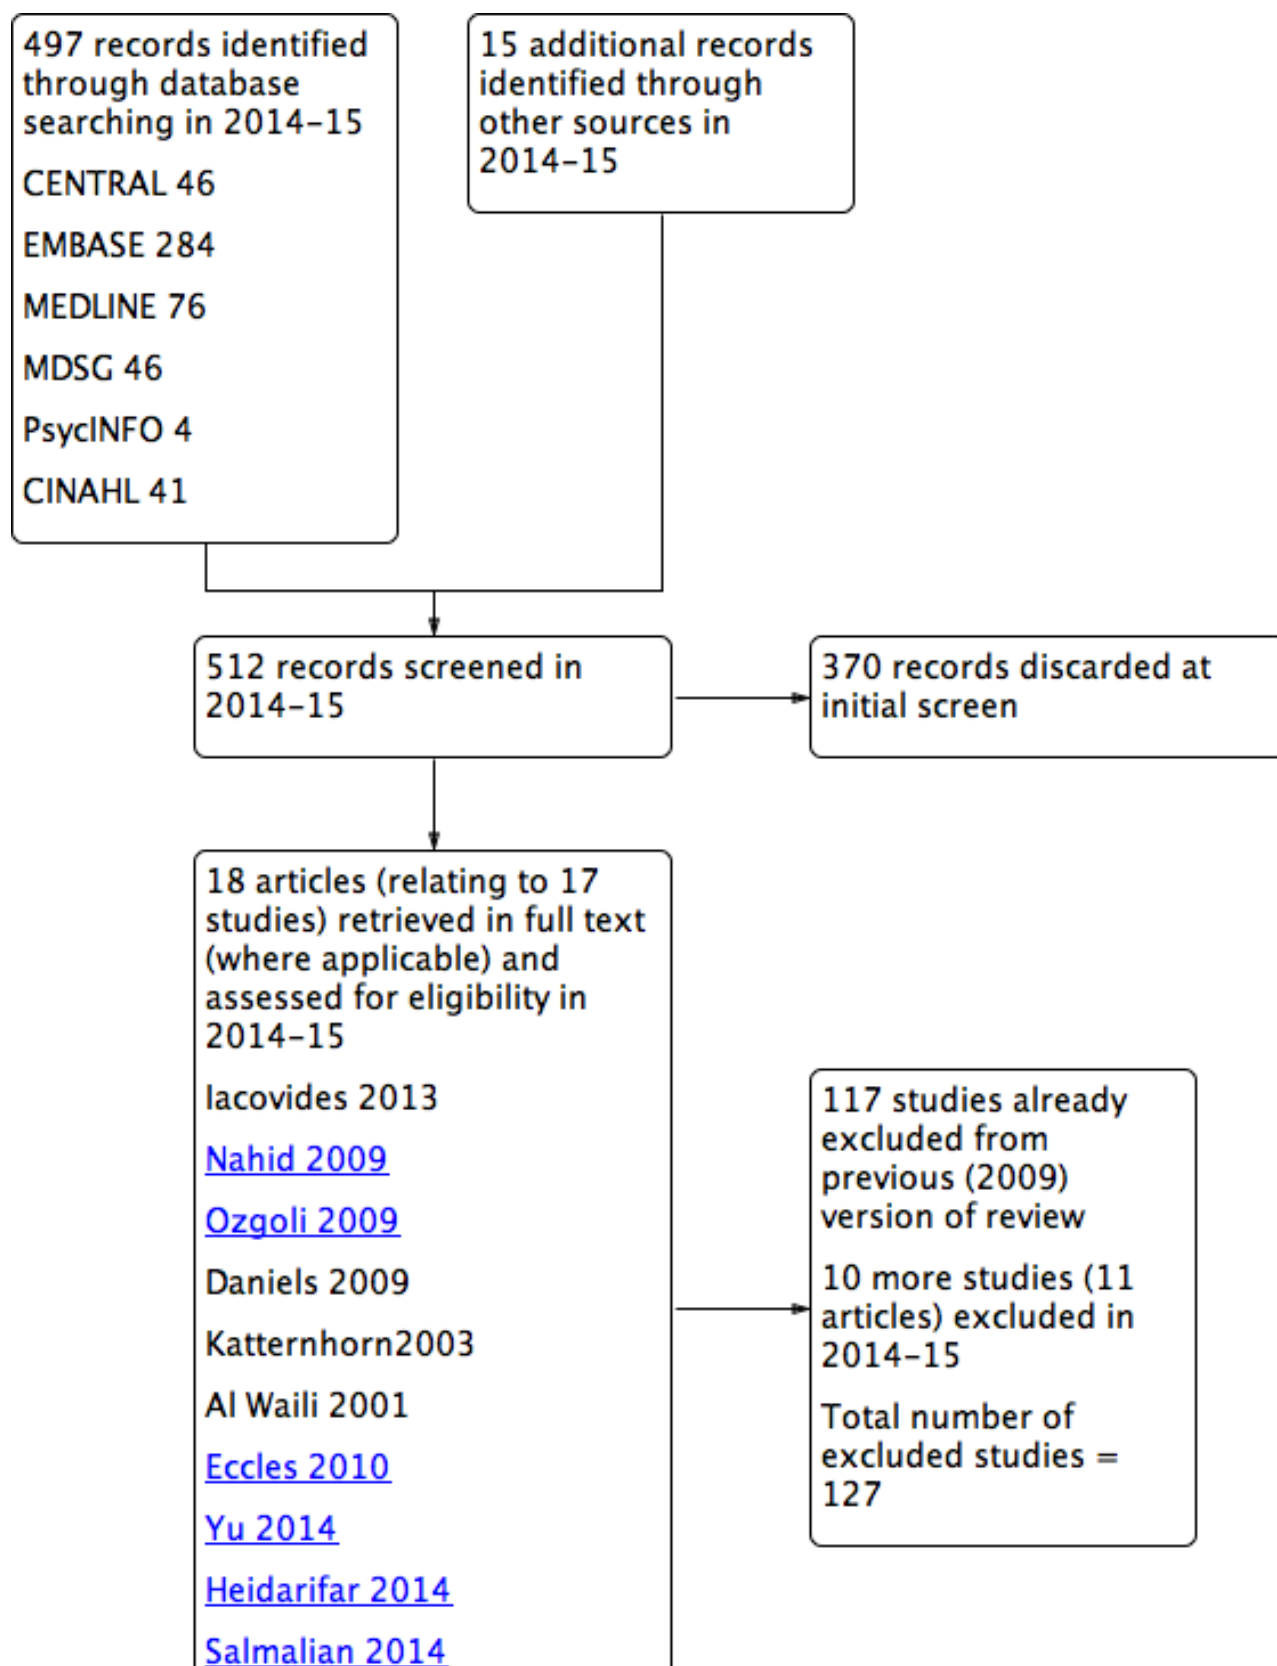 497 records identified
through database
searching in 2014–15
CENTRAL 46
EMBASE 284
MEDLINE 76
MDSG 46
PsycINFO 4
CINAHL 41
15 additional records
identified through
other sources in
2014–15
512 records screened in
2014–15
370 records discarded at
initial screen
18 articles (relating to 17
studies) retrieved in full text
(where applicable) and
assessed for eligibility in
2014–15
Iacovides 2013
Nahid 2009
Ozgoli 2009
Daniels 2009
Katternhorn2003
Al Waili 2001
Eccles 2010
Yu 2014
Heidarifar 2014
Salmalian 2014
117 studies already
excluded from
previous (2009)
version of review
10 more studies (11
articles) excluded in
2014–15
Total number of
excluded studies =
127